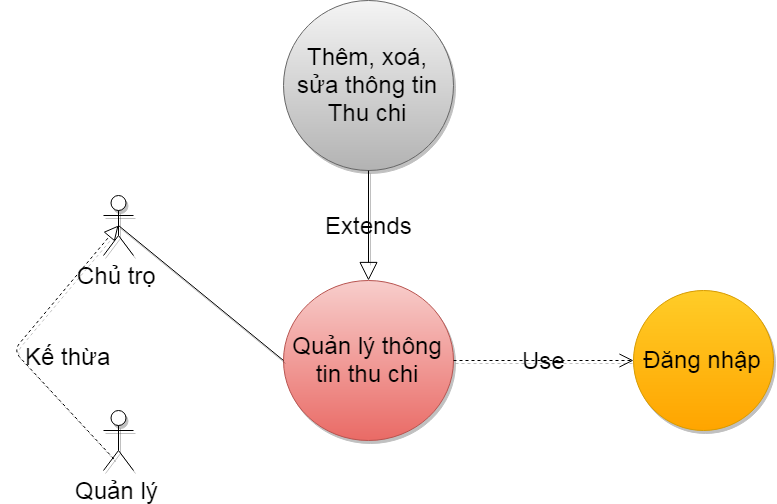 Thêm, xoá,
sửa thông tin
Thu chi
Extends
Chủ trọ
Kế thừa
Quản lý thông
tin thu chi
Use
Đăng nhập
Quản lý